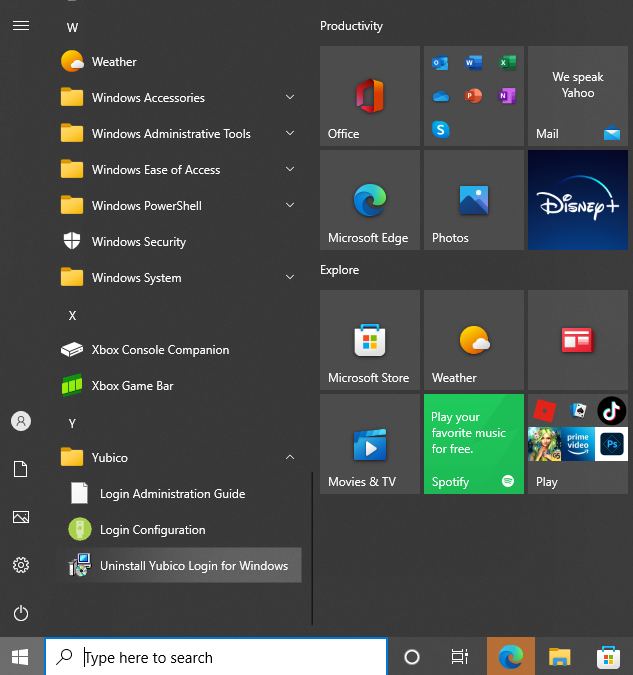 W
Weather
Windows Accessories
Windows Administrative Tools
Windows Ease of Access
Windows PowerShell
Windows Security
Windows System
X
Xbox Console Companion
Xbox Game Bar
Y
Yubico
Login Administration Guide
Login Configuration
Uninstall Yubico Login for Windows
Productivity
Office
We speak
Yahoo
Mail
Microsoft Edge
Photos
Disney+
Explore
Microsoft Store
Weather
Movies & TV
Play your
favorite music
for free.
Spotify
prime
video
Ps
Play
Type here to search